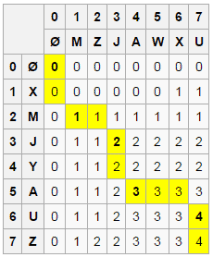 0 1 2 3 4 5 6 7
Ø M Z J A W X U
0 Ø 0 0 0 0 0 0 0 0
1 X 0 0 0 0 0 0 1 1
2 M 0 1 1 1 1 1 1 1
3 J 0 1 1 2 2 2 2 2
4 Y 0 1 1 2 2 2 2 2
5 A 0 1 1 2 3 3 3 3
6 U 0 1 1 2 3 3 3 4
7 Z 0 1 2 2 3 3 3 4